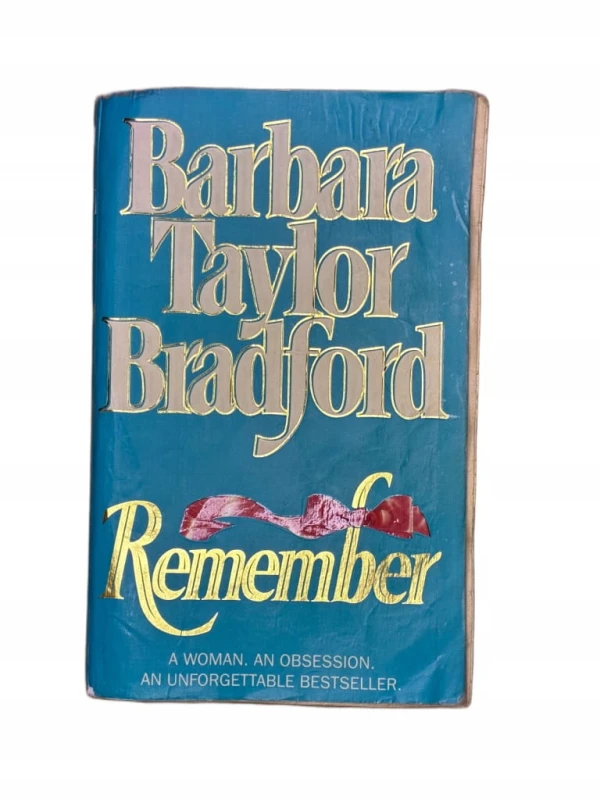 Barbara
Taylor
Bradford
Remember
A WOMAN. AN OBSESSION.
AN UNFORGETTABLE BESTSELLER.